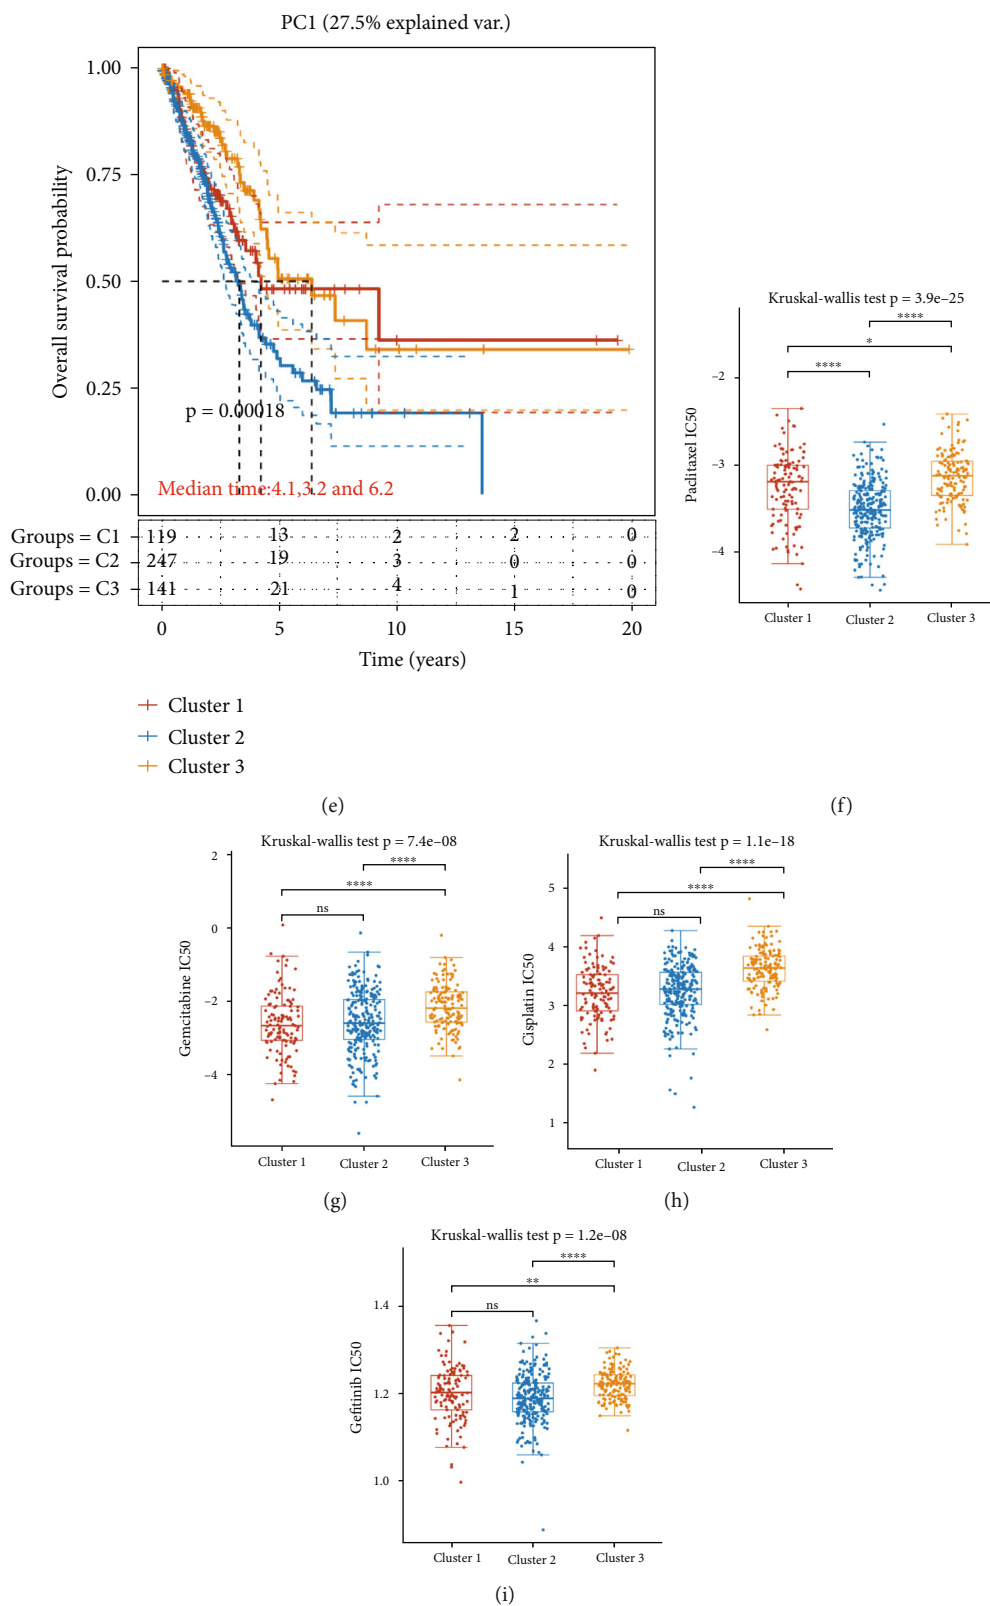 PC1 (27.5% explained var.)
Overall survival probability
1.00
0.75
0.50
0.25
0.00
p = 0.00018
Median time:4.1,3.2 and 6.2
Groups = C1 119 13 2 2 0
Groups = C2 247 19 3 0 0
Groups = C3 141 21 4 1 0
0 5 10 15 20
Time (years)
Cluster 1
Cluster 2
Cluster 3
(e)
Kruskal-wallis test p = 3.9e–25
****
*
****
Paclitaxel IC50
–2
–3
–4
Cluster 1 Cluster 2 Cluster 3
(f)
Kruskal-wallis test p = 7.4e–08
****
****
ns
Gemcitabine IC50
2
0
–2
–4
Cluster 1 Cluster 2 Cluster 3
(g)
Kruskal-wallis test p = 1.1e–18
****
****
ns
Cisplatin IC50
5
4
3
2
1
Cluster 1 Cluster 2 Cluster 3
(h)
Kruskal-wallis test p = 1.2e–08
****
**
ns
Gefitinib IC50
1.4
1.2
1.0
Cluster 1 Cluster 2 Cluster 3
(i)